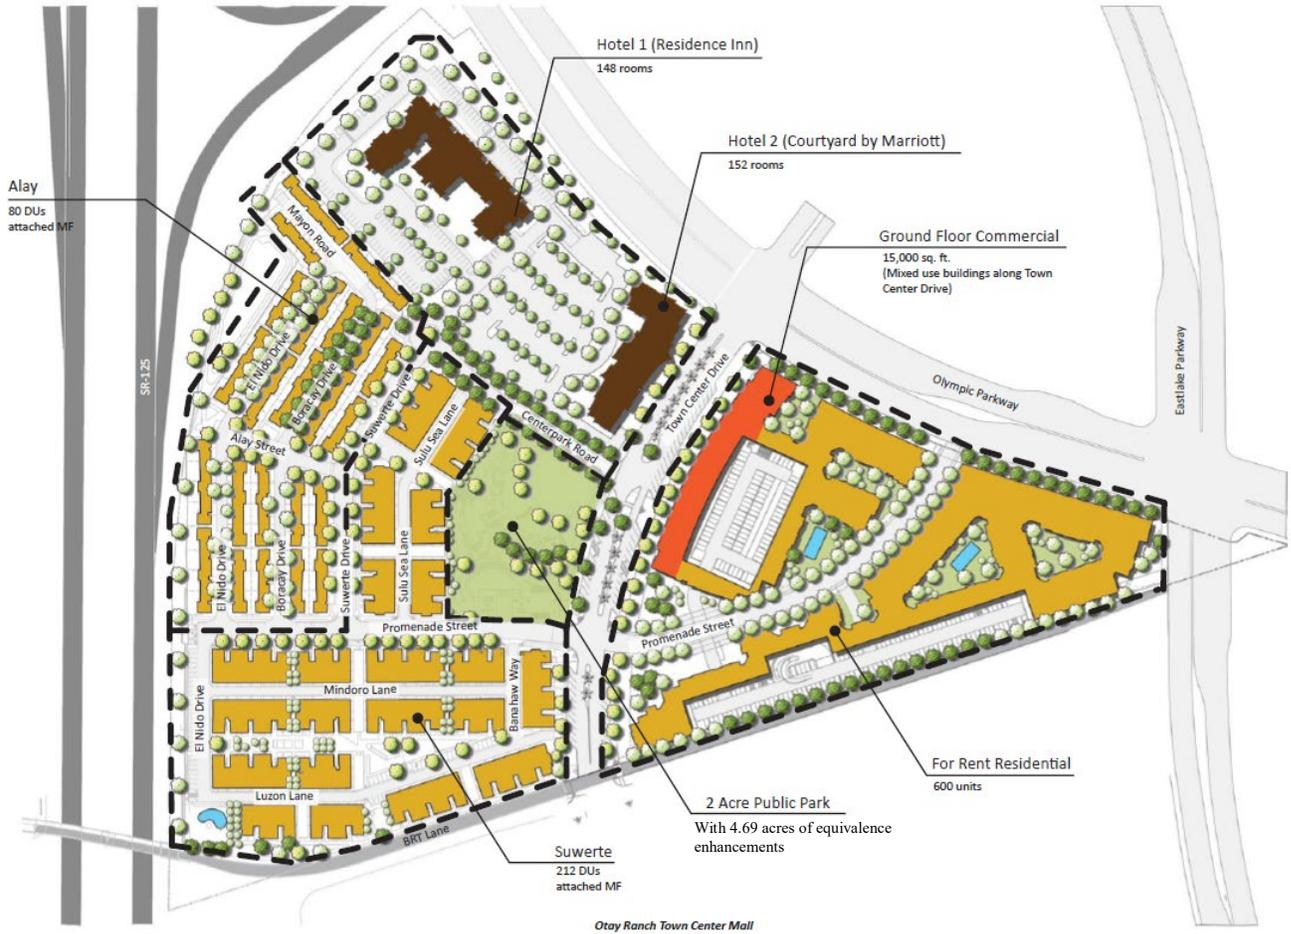 Hotel 1 (Residence Inn)
148 rooms
Hotel 2 (Courtyard by Marriott)
152 rooms
Alay
80 DUs
attached MF
Ground Floor Commercial
15,000 sq. ft.
(Mixed use buildings along Town
Center Drive)
Mayon Road
SR-125
Eastlake Parkway
Olympic Parkway
Town Center Drive
El Nido Drive
Boracay Drive
Suwerte Drive
Sulu Sea Lane
Centerpark Road
Alay Street
El Nido Drive
Boracay Drive
Suwerte Drive
Sulu Sea Lane
Promenade Street
Promenade Street
El Nido Drive
Mindoro Lane
Banahaw Way
Luzon Lane
BRT Lane
For Rent Residential
600 units
2 Acre Public Park
With 4.69 acres of equivalence
enhancements
Suwerte
212 DUs
attached MF
Otay Ranch Town Center Mall